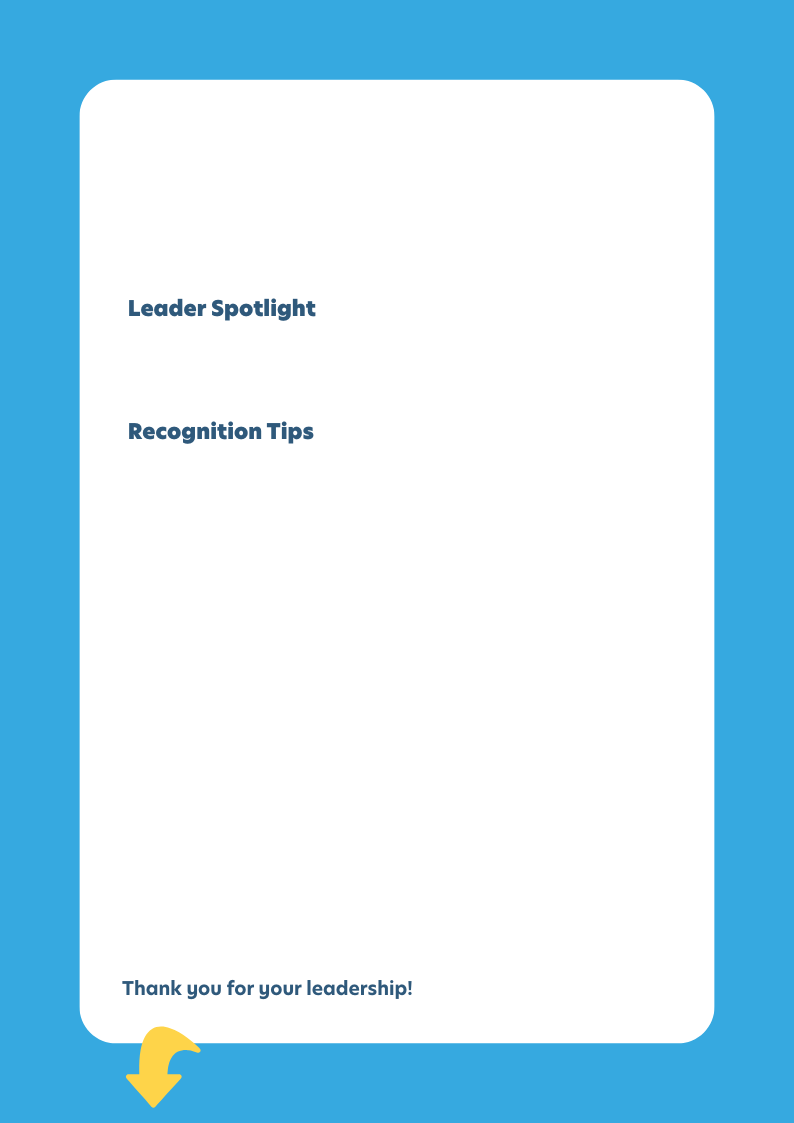 Leader Spotlight
Recognition Tips
Thank you for your leadership!